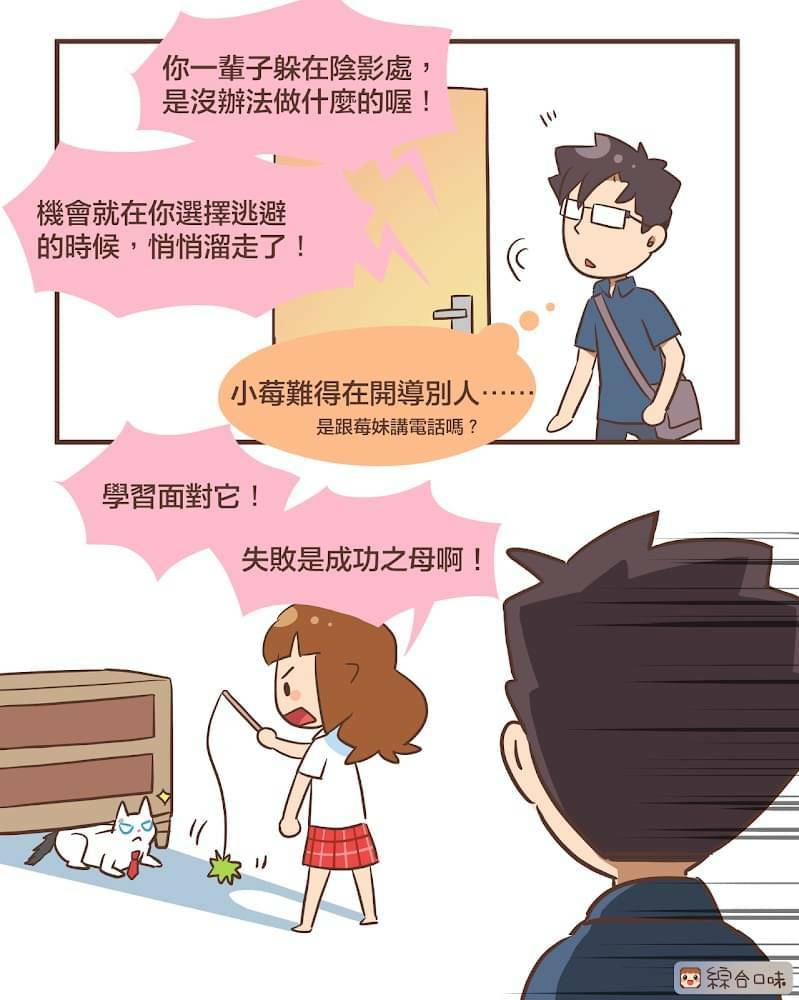 你一輩子躲在陰影處，
是沒辦法做什麼的喔！
機會就在你選擇逃避
的時候，悄悄溜走了！
小莓難得在開導別人⋯⋯
是跟莓妹講電話嗎？
學習面對它！
失敗是成功之母啊！
綜合口味